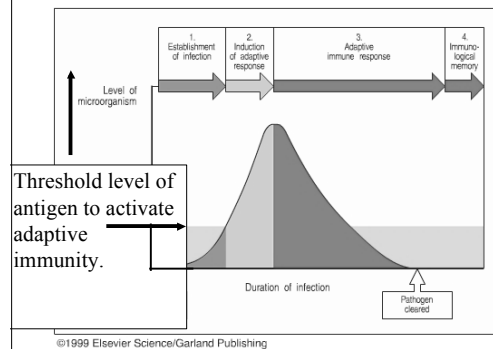 1.
Establishment
of infection
2.
Induction
of adaptive
response
3.
Adaptive
immune response
4.
Immuno-
logical
memory
Level of
microorganism
Threshold level of
antigen to activate
adaptive
immunity.
Duration of infection
Pathogen
cleared
©1999 Elsevier Science/Garland Publishing